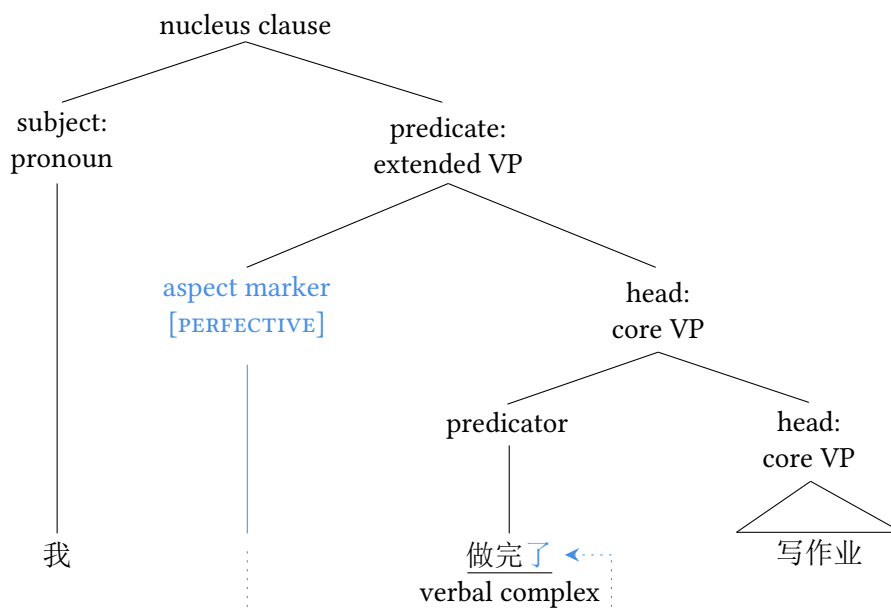 nucleus clause
subject:
pronoun
predicate:
extended VP
aspect marker
[PERFECTIVE]
head:
core VP
predicator
head:
core VP
我
做完了
写作业
verbal complex